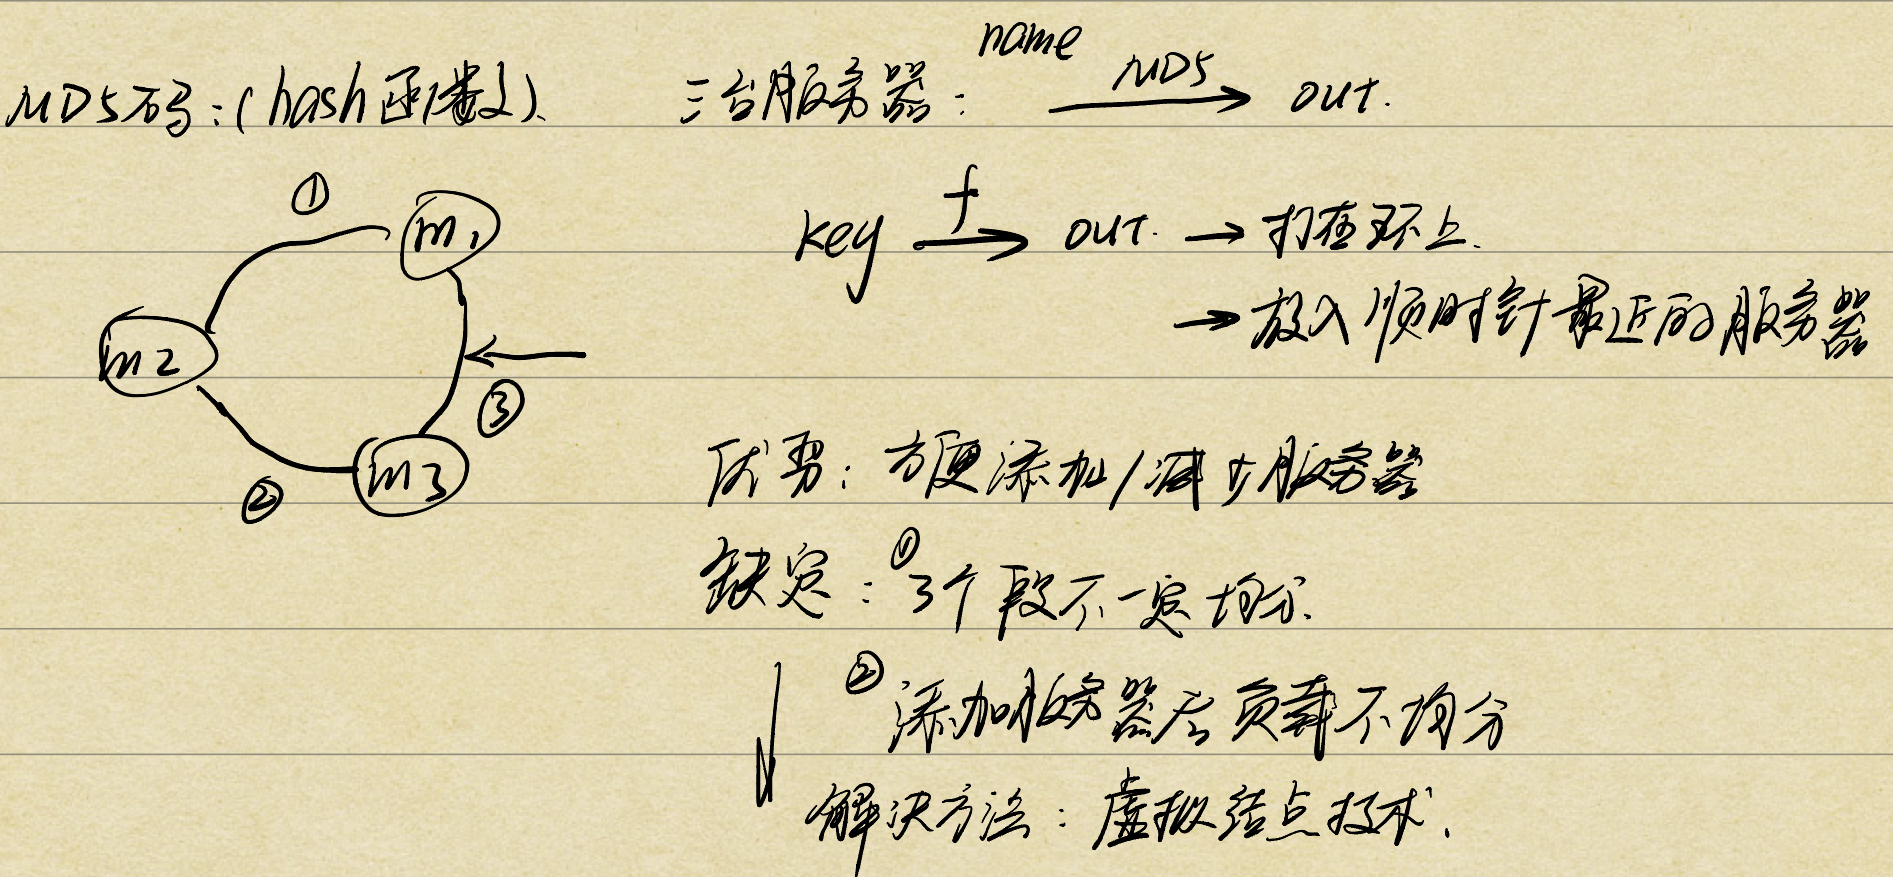 MD5码:(hash函数)、 三台服务器: name MD5 out.
①
m1
m2
m3
②
③
key f out. → 打在环上.
→ 放入顺时针最近的服务器
优势: 方便添加/减少服务器
缺定: ①3个段不一定均分.
②添加服务器后负载不均分
解决方法: 虚拟结点技术.